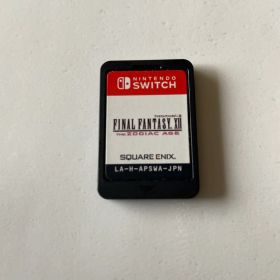 NINTENDO
SWITCH
FINAL FANTASY XII
THE ZODIAC AGE
SQUARE ENIX.
LA-H-APSWA-JPN